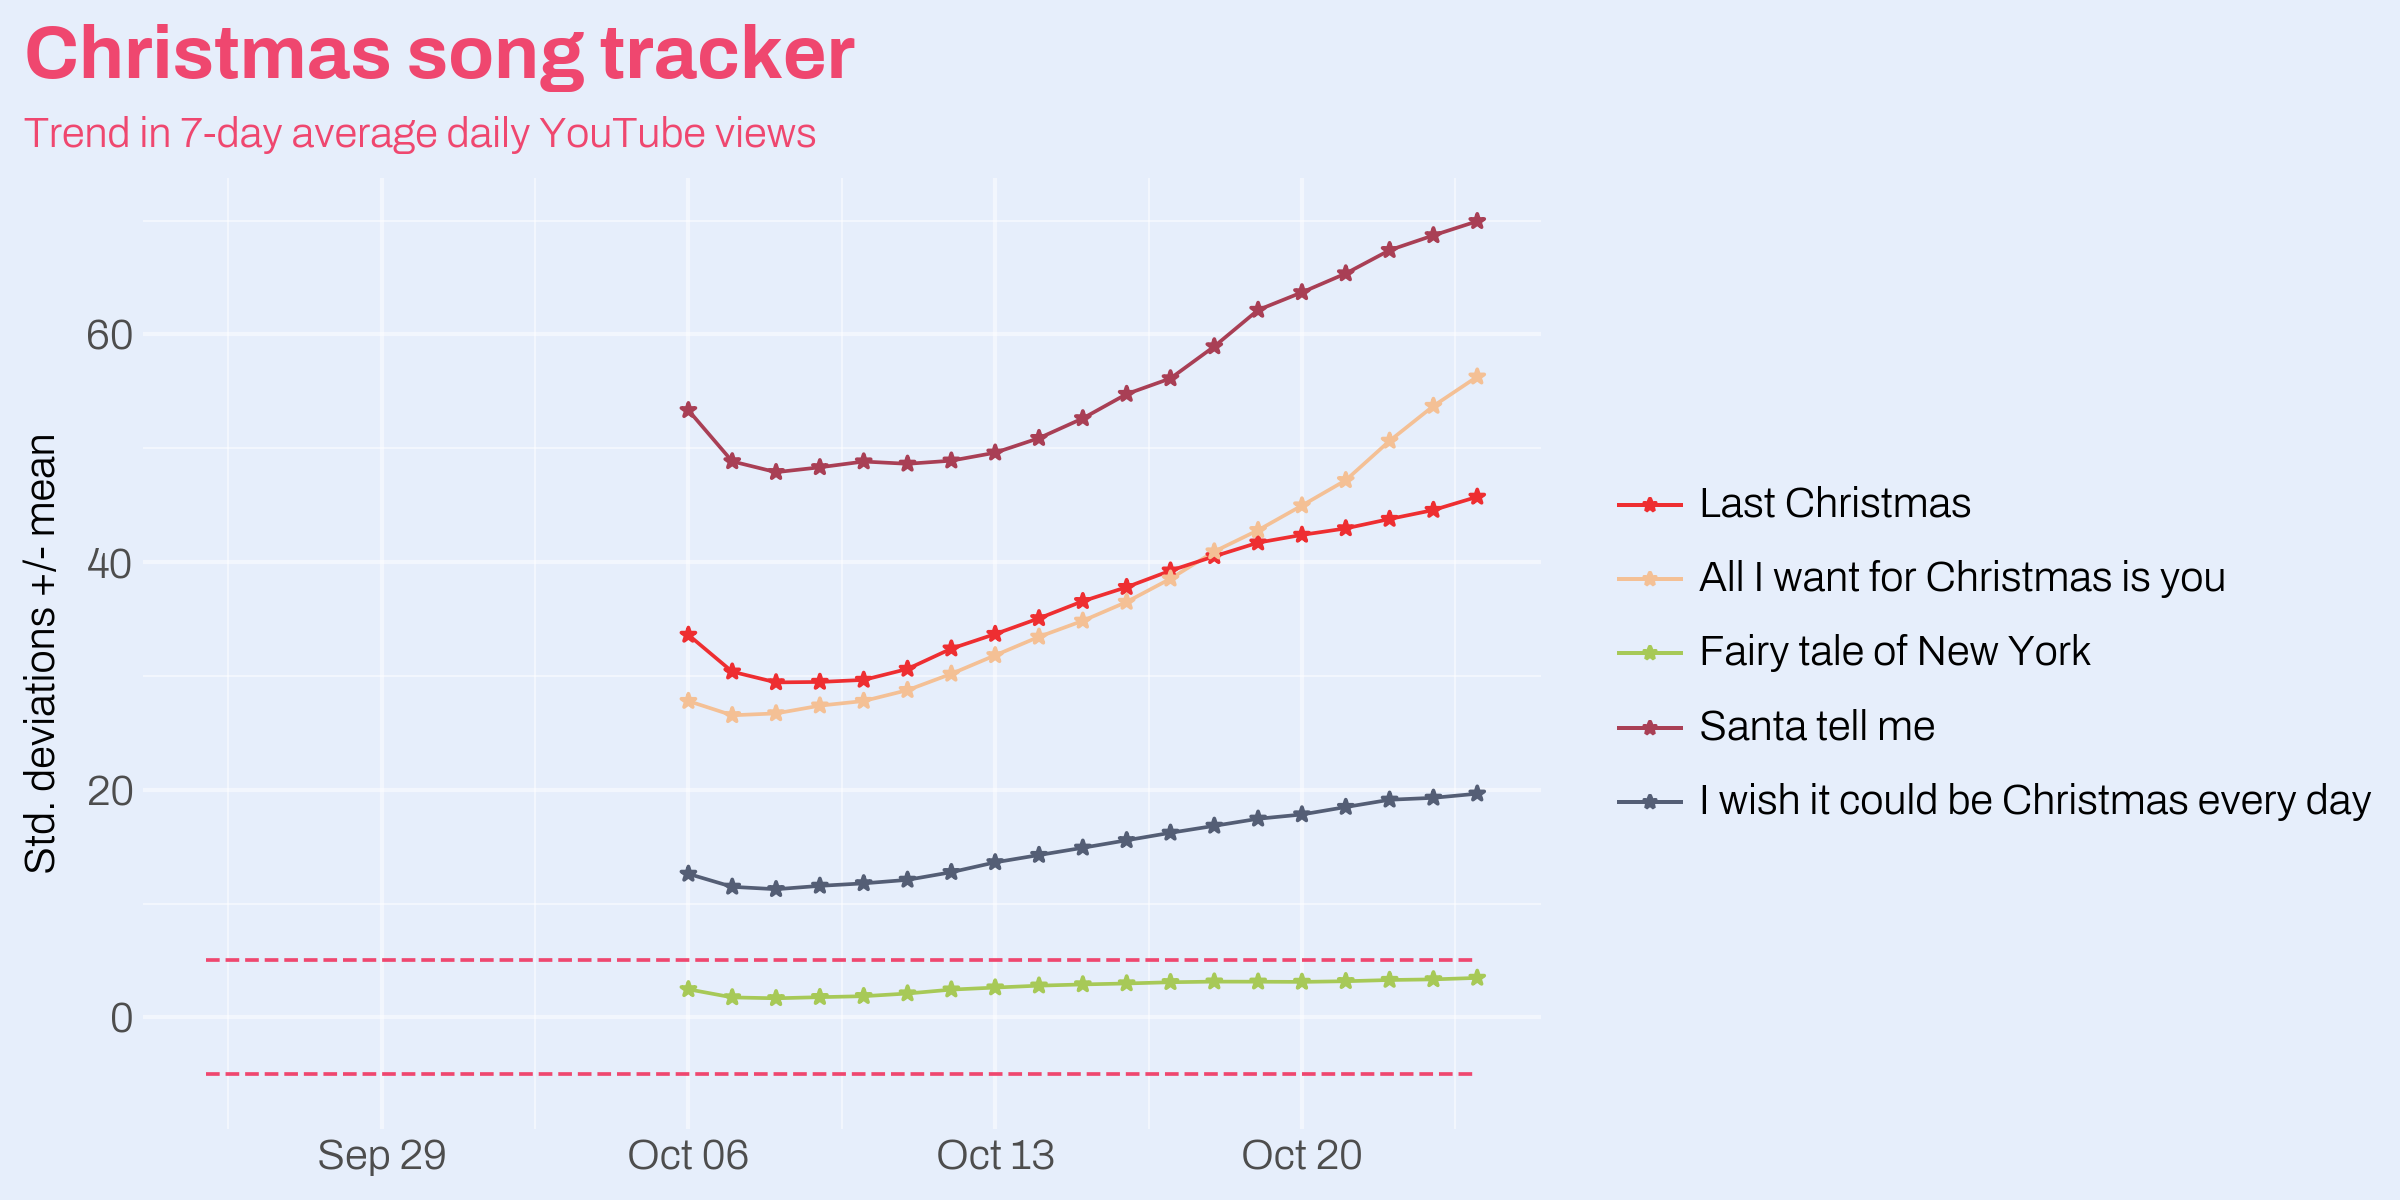 Christmas song tracker
Trend in 7-day average daily YouTube views
Std. deviations +/- mean
60
40
20
0
Sep 29
Oct 06
Oct 13
Oct 20
Last Christmas
All I want for Christmas is you
Fairy tale of New York
Santa tell me
I wish it could be Christmas every day